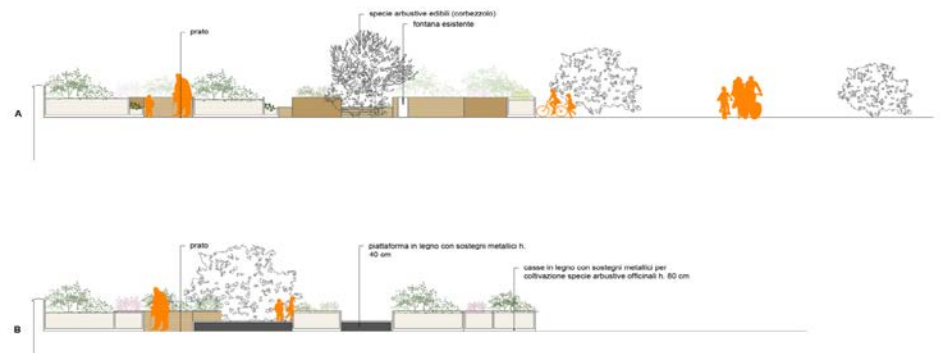 specie arbustive edibili (corbezzolo)
fontana esistente
prato
A
prato
piattaforma in legno con sostegni metallici h.
40 cm
casse in legno con sostegni metallici per
coltivazione specie arbustive officinali h. 80 cm
B